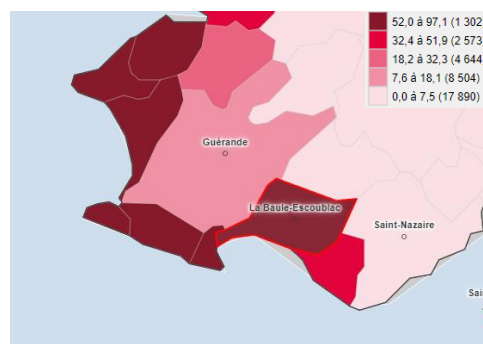 52,0 à 97,1 (1 302
32,4 à 51,9 (2 573
18,2 à 32,3 (4 644
7,6 à 18,1 (8 504)
0,0 à 7,5 (17 890)
Guérande
La Baule-Escoublac
Saint-Nazaire
Sai